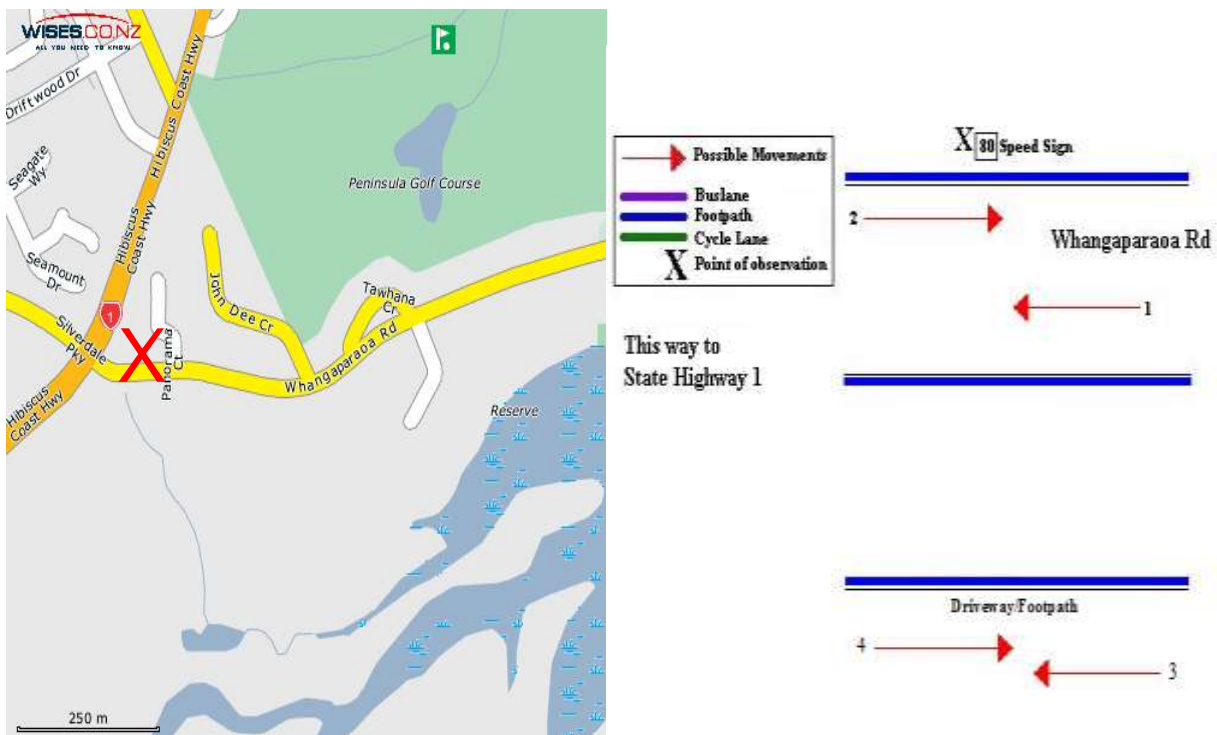 WISES.CO.NZ
ALL YOU NEED TO KNOW
Driftwood Dr
Hibiscus Coast Hwy
Hibiscus Coast Hwy
Seagate
Wy
Peninsula Golf Course
Hibiscus
Coast Hwy
Seamount
Dr
John Dee Cr
Tawhana
Cr
1
Silverdale
Pky
X
Panorama
Ct
Whangaparaoa Rd
Hibiscus
Coast Hwy
Reserve
250 m
Possible Movements
Buslane
Footpath
Cycle Lane
X Point of observation
X 80 Speed Sign
2
Whangaparaoa Rd
1
This way to
State Highway 1
Driveway/Footpath
4
3